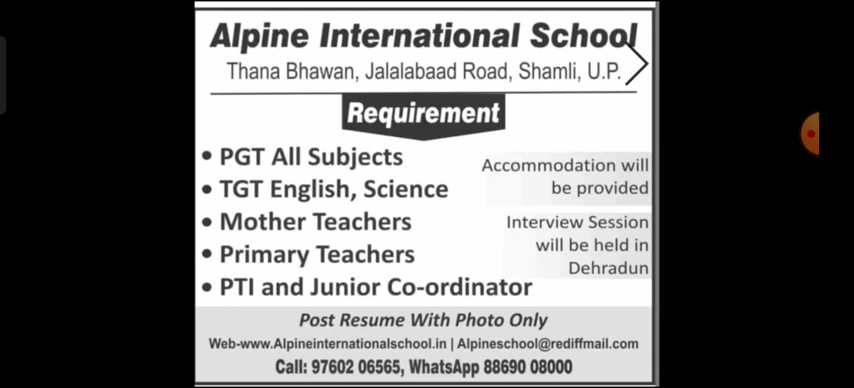 Alpine International School
Thana Bhawan, Jalalabaad Road, Shamli, U.P.
Requirement
• PGT All Subjects
• TGT English, Science
• Mother Teachers
• Primary Teachers
• PTI and Junior Co-ordinator
Accommodation will
be provided
Interview Session
will be held in
Dehradun
Post Resume With Photo Only
Web-www.Alpineinternationalschool.in | Alpineschool@rediffmail.com
Call: 97602 06565, WhatsApp 88690 08000